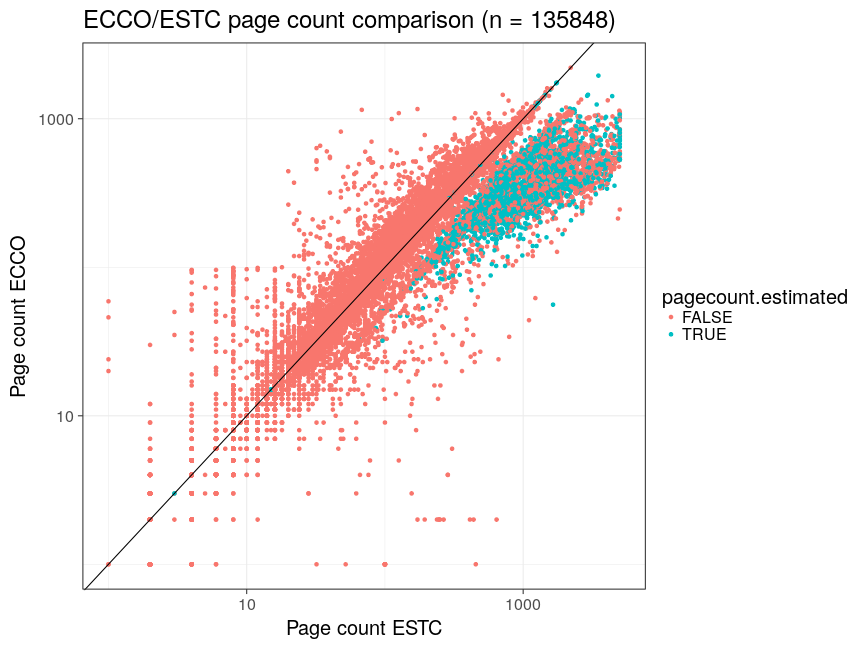 ECCO/ESTC page count comparison (n = 135848)
Page count ECCO
1000
10
10
1000
Page count ESTC
pagecount.estimated
FALSE
TRUE